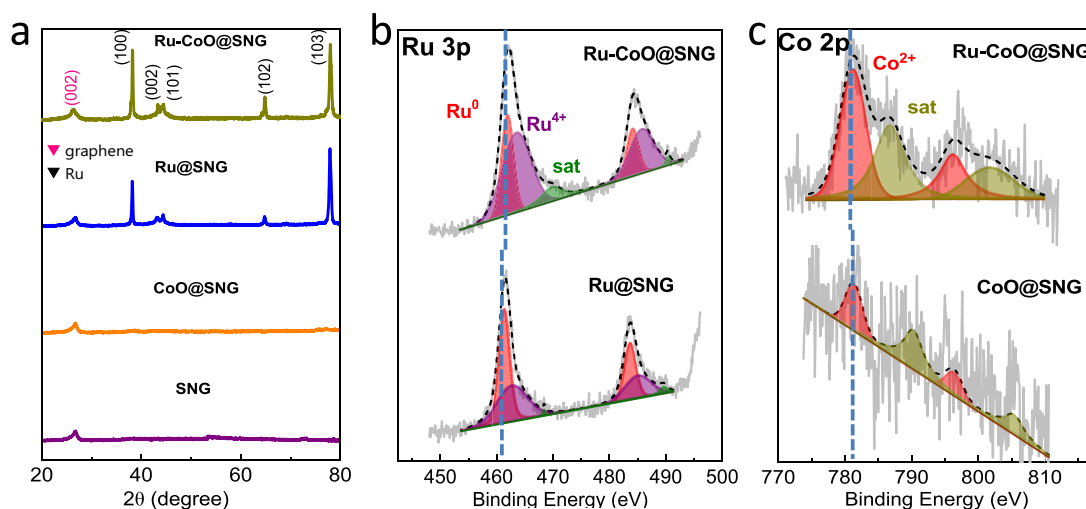 a
Ru-CoO@SNG
(002)
(100)
(002)
(101)
(102)
(103)
graphene
Ru
Ru@SNG
CoO@SNG
SNG
20 40 60 80
2θ (degree)
b
Ru 3p
Ru-CoO@SNG
Ru⁰
Ru⁴⁺
sat
Ru@SNG
450 460 470 480 490 500
Binding Energy (eV)
c
Co 2p
Ru-CoO@SNG
Co²⁺
sat
CoO@SNG
770 780 790 800 810
Binding Energy (eV)